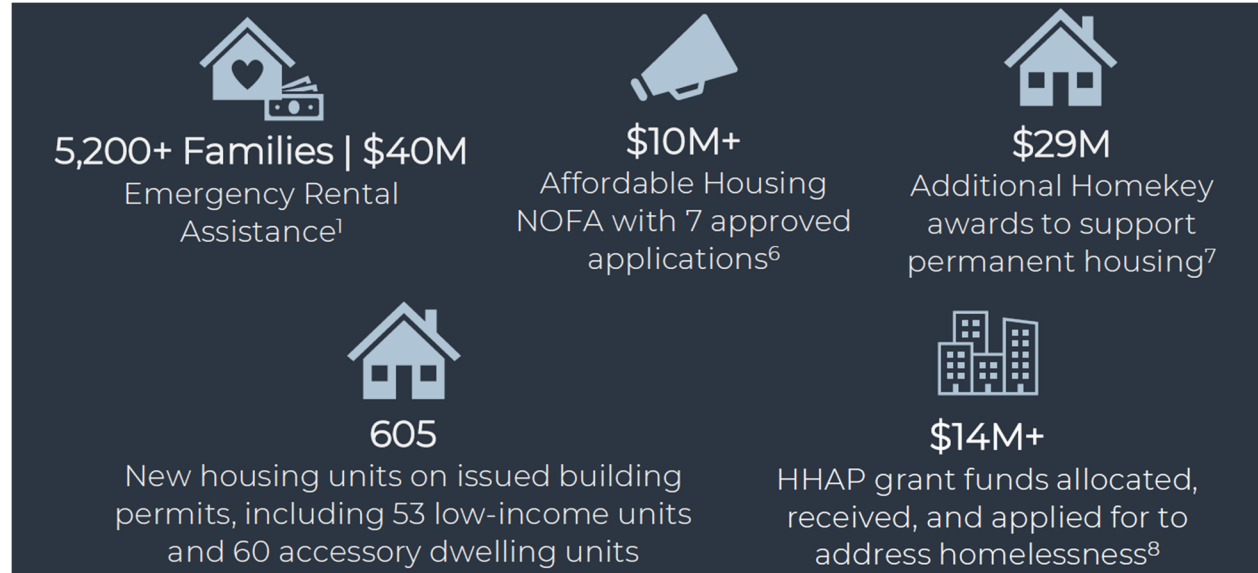 5,200+ Families | $40M
Emergency Rental
Assistance¹
$10M+
Affordable Housing
NOFA with 7 approved
applications⁶
$29M
Additional Homekey
awards to support
permanent housing⁷
605
New housing units on issued building
permits, including 53 low-income units
and 60 accessory dwelling units
$14M+
HHAP grant funds allocated,
received, and applied for to
address homelessness⁸